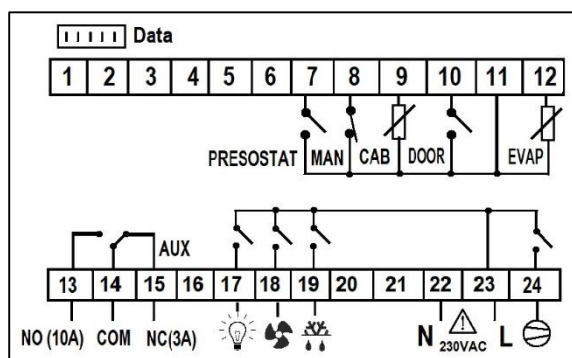 Data
1 2 3 4 5 6 7 8 9 10 11 12
PRESOSTAT MAN CAB DOOR EVAP
AUX
13 14 15 16 17 18 19 20 21 22 23 24
NO (10A) COM NC(3A) N 230VAC L